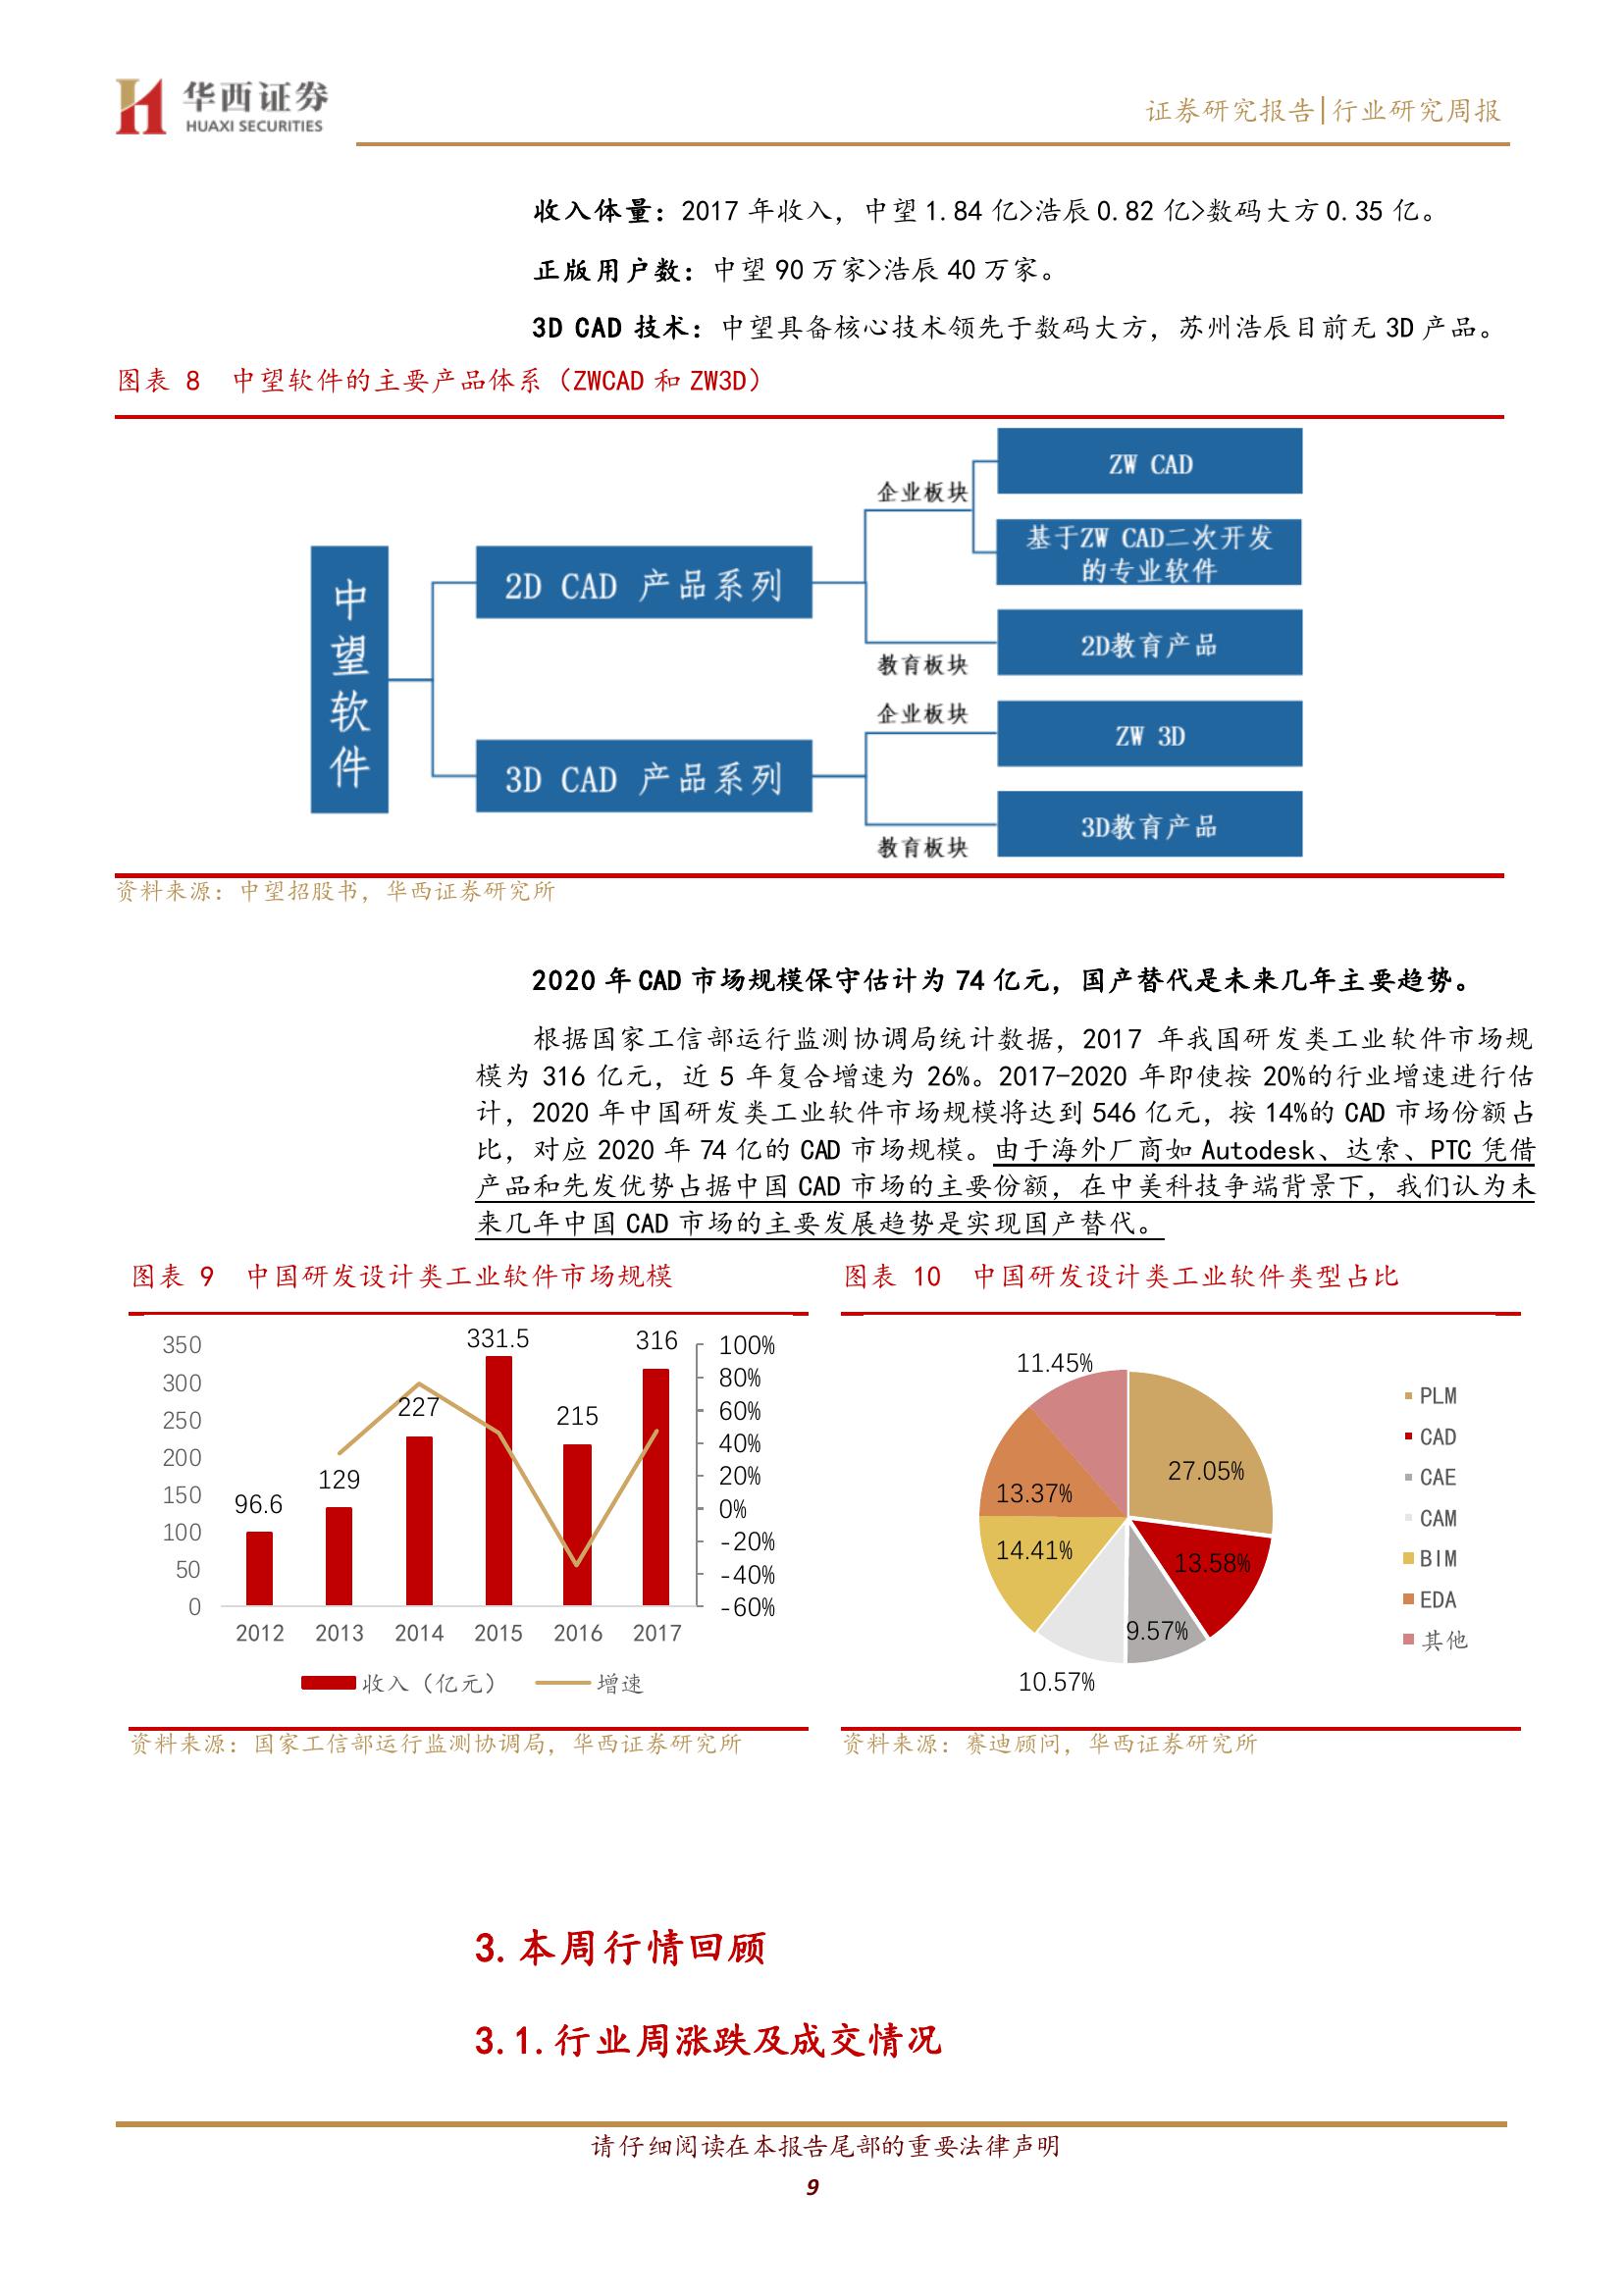 华西证券
HUAXI SECURITIES
证券研究报告|行业研究周报
收入体量：2017 年收入，中望 1.84 亿>浩辰 0.82 亿>数码大方 0.35 亿。
正版用户数：中望 90 万家>浩辰 40 万家。
3D CAD 技术：中望具备核心技术领先于数码大方，苏州浩辰目前无 3D 产品。
图表 8 中望软件的主要产品体系（ZWCAD 和 ZW3D）
中望软件
2D CAD 产品系列
企业板块
ZW CAD
基于ZW CAD二次开发
的专业软件
教育板块
2D教育产品
3D CAD 产品系列
企业板块
ZW 3D
教育板块
3D教育产品
资料来源：中望招股书，华西证券研究所
2020 年 CAD 市场规模保守估计为 74 亿元，国产替代是未来几年主要趋势。
根据国家工信部运行监测协调局统计数据，2017 年我国研发类工业软件市场规
模为 316 亿元，近 5 年复合增速为 26%。2017-2020 年即使按 20%的行业增速进行估
计，2020 年中国研发类工业软件市场规模将达到 546 亿元，按 14%的 CAD 市场份额占
比，对应 2020 年 74 亿的 CAD 市场规模。由于海外厂商如 Autodesk、达索、PTC 凭借
产品和先发优势占据中国 CAD 市场的主要份额，在中美科技争端背景下，我们认为未
来几年中国 CAD 市场的主要发展趋势是实现国产替代。
图表 9 中国研发设计类工业软件市场规模
350
300
250
200
150
100
50
0
96.6
129
227
331.5
215
316
100%
80%
60%
40%
20%
0%
-20%
-40%
-60%
2012 2013 2014 2015 2016 2017
收入（亿元） 增速
资料来源：国家工信部运行监测协调局，华西证券研究所
图表 10 中国研发设计类工业软件类型占比
11.45%
27.05%
13.37%
14.41%
13.58%
9.57%
10.57%
PLM
CAD
CAE
CAM
BIM
EDA
其他
资料来源：赛迪顾问，华西证券研究所
3.本周行情回顾
3.1.行业周涨跌及成交情况
请仔细阅读在本报告尾部的重要法律声明
9